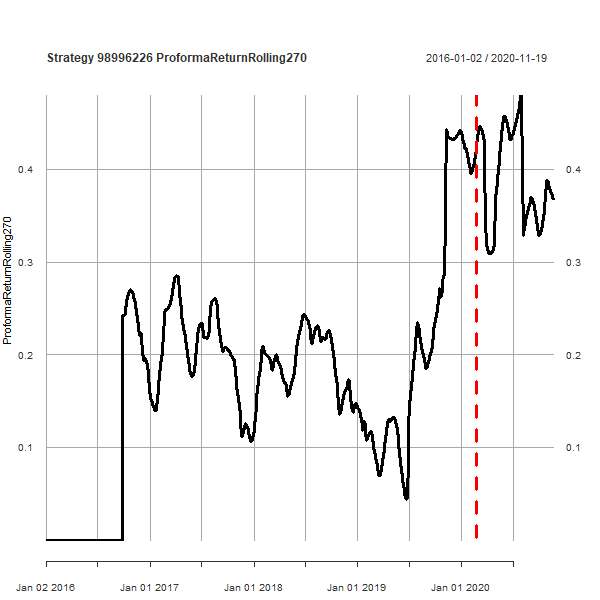 Strategy 98996226 ProformaReturnRolling270
2016-01-02 / 2020-11-19
ProformaReturnRolling270
0.4
0.4
0.3
0.3
0.2
0.2
0.1
0.1
Jan 02 2016
Jan 01 2017
Jan 01 2018
Jan 01 2019
Jan 01 2020